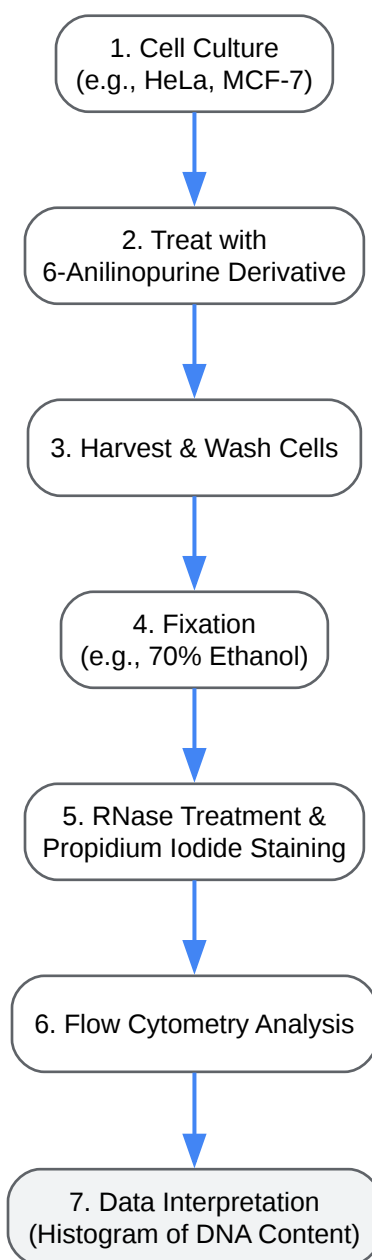 1. Cell Culture
(e.g., HeLa, MCF-7)
2. Treat with
6-Anilinopurine Derivative
3. Harvest & Wash Cells
4. Fixation
(e.g., 70% Ethanol)
5. RNase Treatment &
Propidium Iodide Staining
6. Flow Cytometry Analysis
7. Data Interpretation
(Histogram of DNA Content)